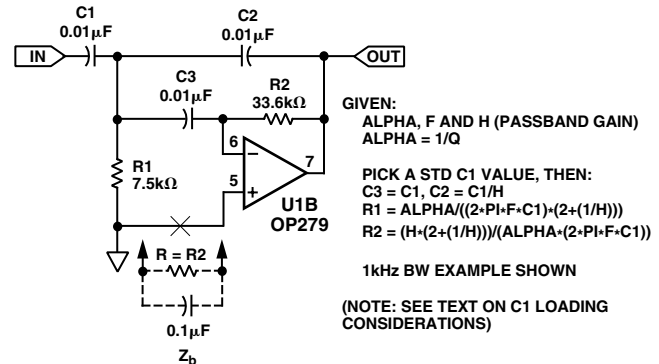 C1
0.01μF
C2
0.01μF
IN
OUT
C3
0.01μF
R2
33.6kΩ
R1
7.5kΩ
6
7
5
U1B
OP279
R = R2
0.1μF
Zb
GIVEN:
ALPHA, F AND H (PASSBAND GAIN)
ALPHA = 1/Q
PICK A STD C1 VALUE, THEN:
C3 = C1, C2 = C1/H
R1 = ALPHA/((2*PI*F*C1)*(2+(1/H)))
R2 = (H*(2+(1/H)))/(ALPHA*(2*PI*F*C1))
1kHz BW EXAMPLE SHOWN
(NOTE: SEE TEXT ON C1 LOADING
CONSIDERATIONS)